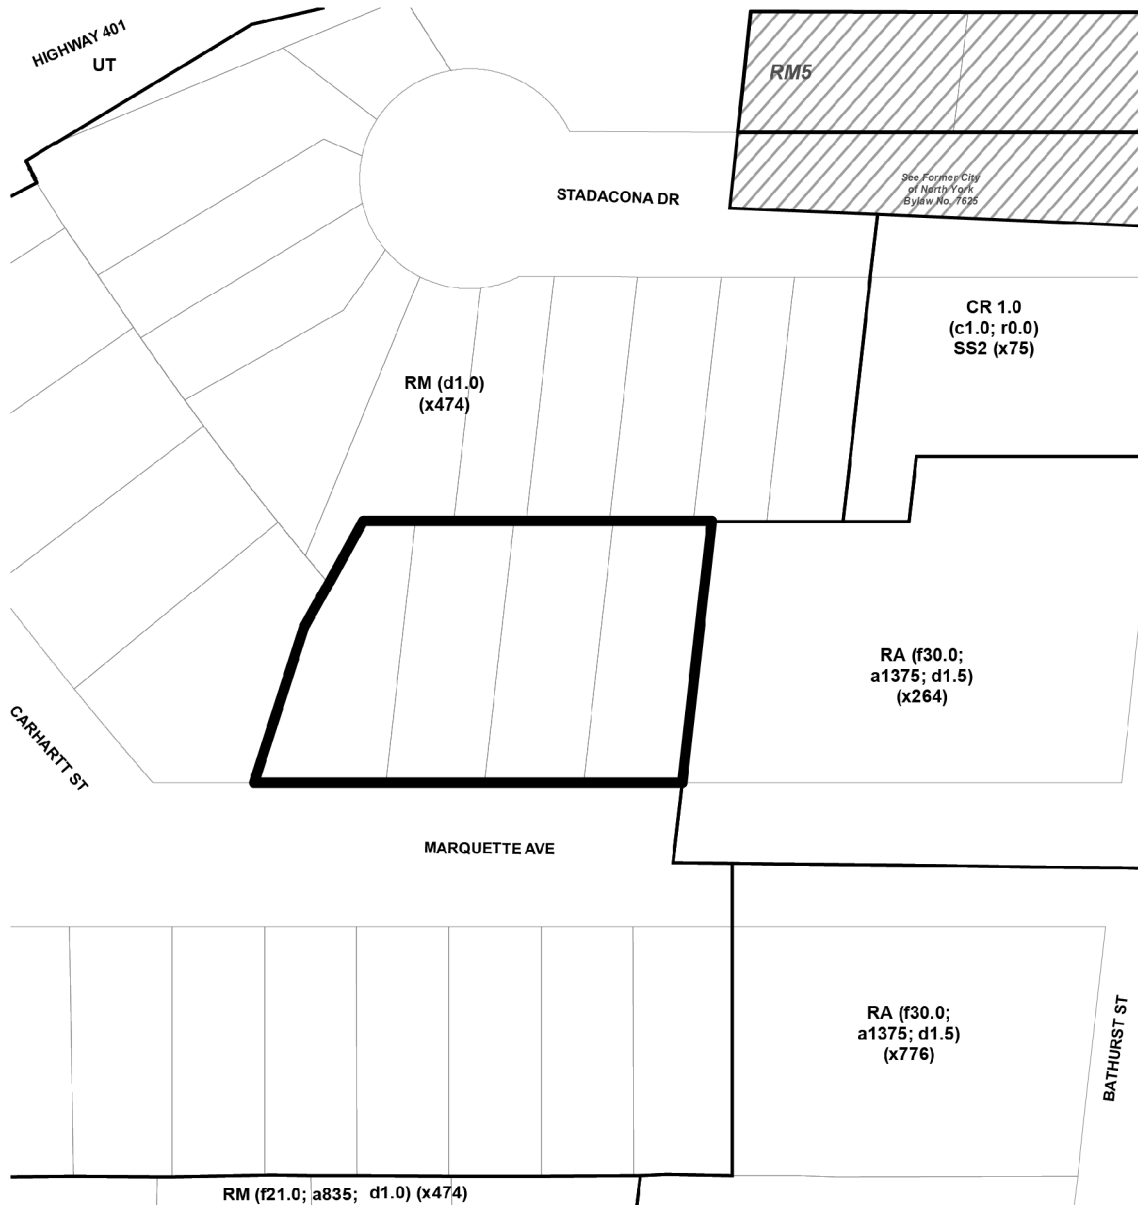 HIGHWAY 401
UT
RM5
See Former City
of North York
Bylaw No. 7625
STADACONA DR
CR 1.0
(c1.0; r0.0)
SS2 (x75)
RM (d1.0)
(x474)
RA (f30.0;
a1375; d1.5)
(x264)
CARHARTT ST
MARQUETTE AVE
RA (f30.0;
a1375; d1.5)
(x776)
BATHURST ST
RM (f21.0; a835; d1.0) (x474)